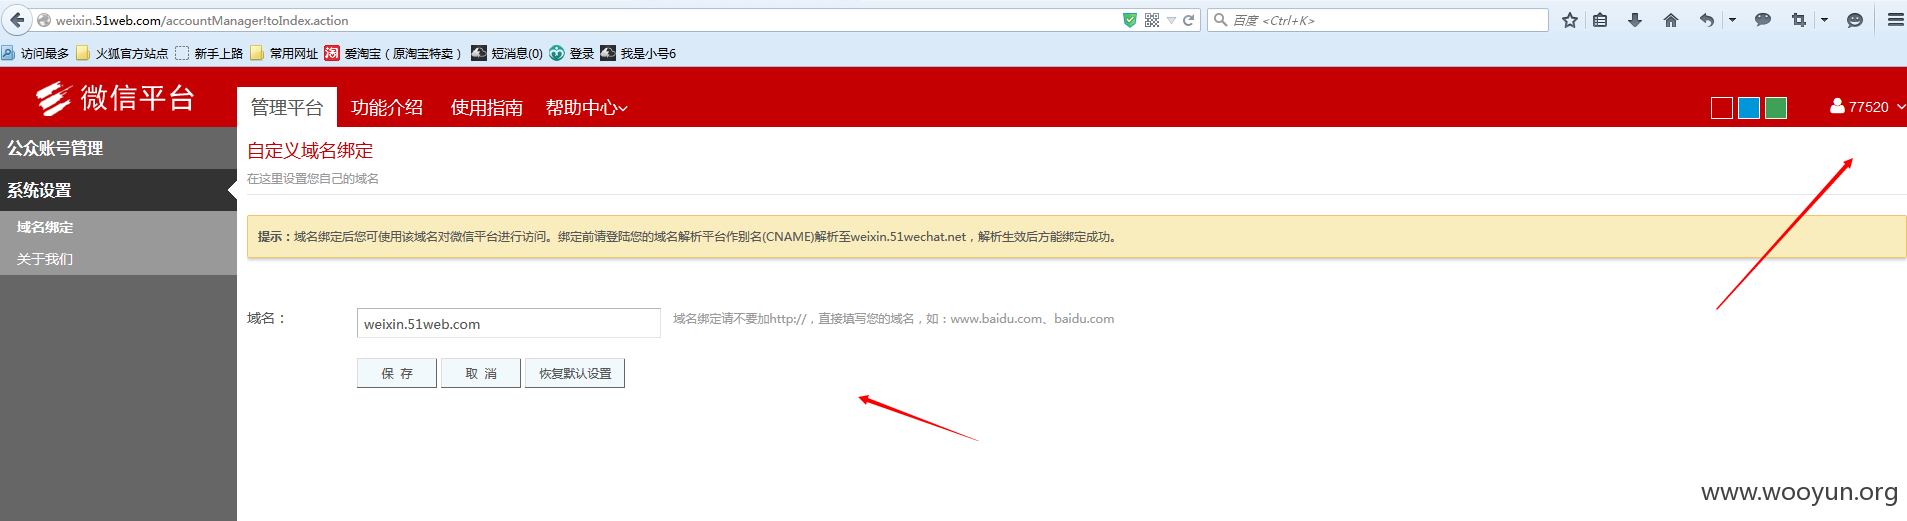 weixin.51web.com/accountManager!toIndex.action
百度 <Ctrl+K>
访问最多 火狐官方站点 新手上路 常用网址 淘 爱淘宝（原淘宝特卖） 短消息(0) 登录 我是小号6
微信平台 管理平台 功能介绍 使用指南 帮助中心 77520
公众账号管理
系统设置
域名绑定
关于我们
自定义域名绑定
在这里设置您自己的域名
提示：域名绑定后您可使用该域名对微信平台进行访问。绑定前请登陆您的域名解析平台作别名(CNAME)解析至weixin.51wechat.net，解析生效后方能绑定成功。
域名： weixin.51web.com 域名绑定请不要加http://，直接填写您的域名，如：www.baidu.com、baidu.com
保 存 取 消 恢复默认设置
www.wooyun.org